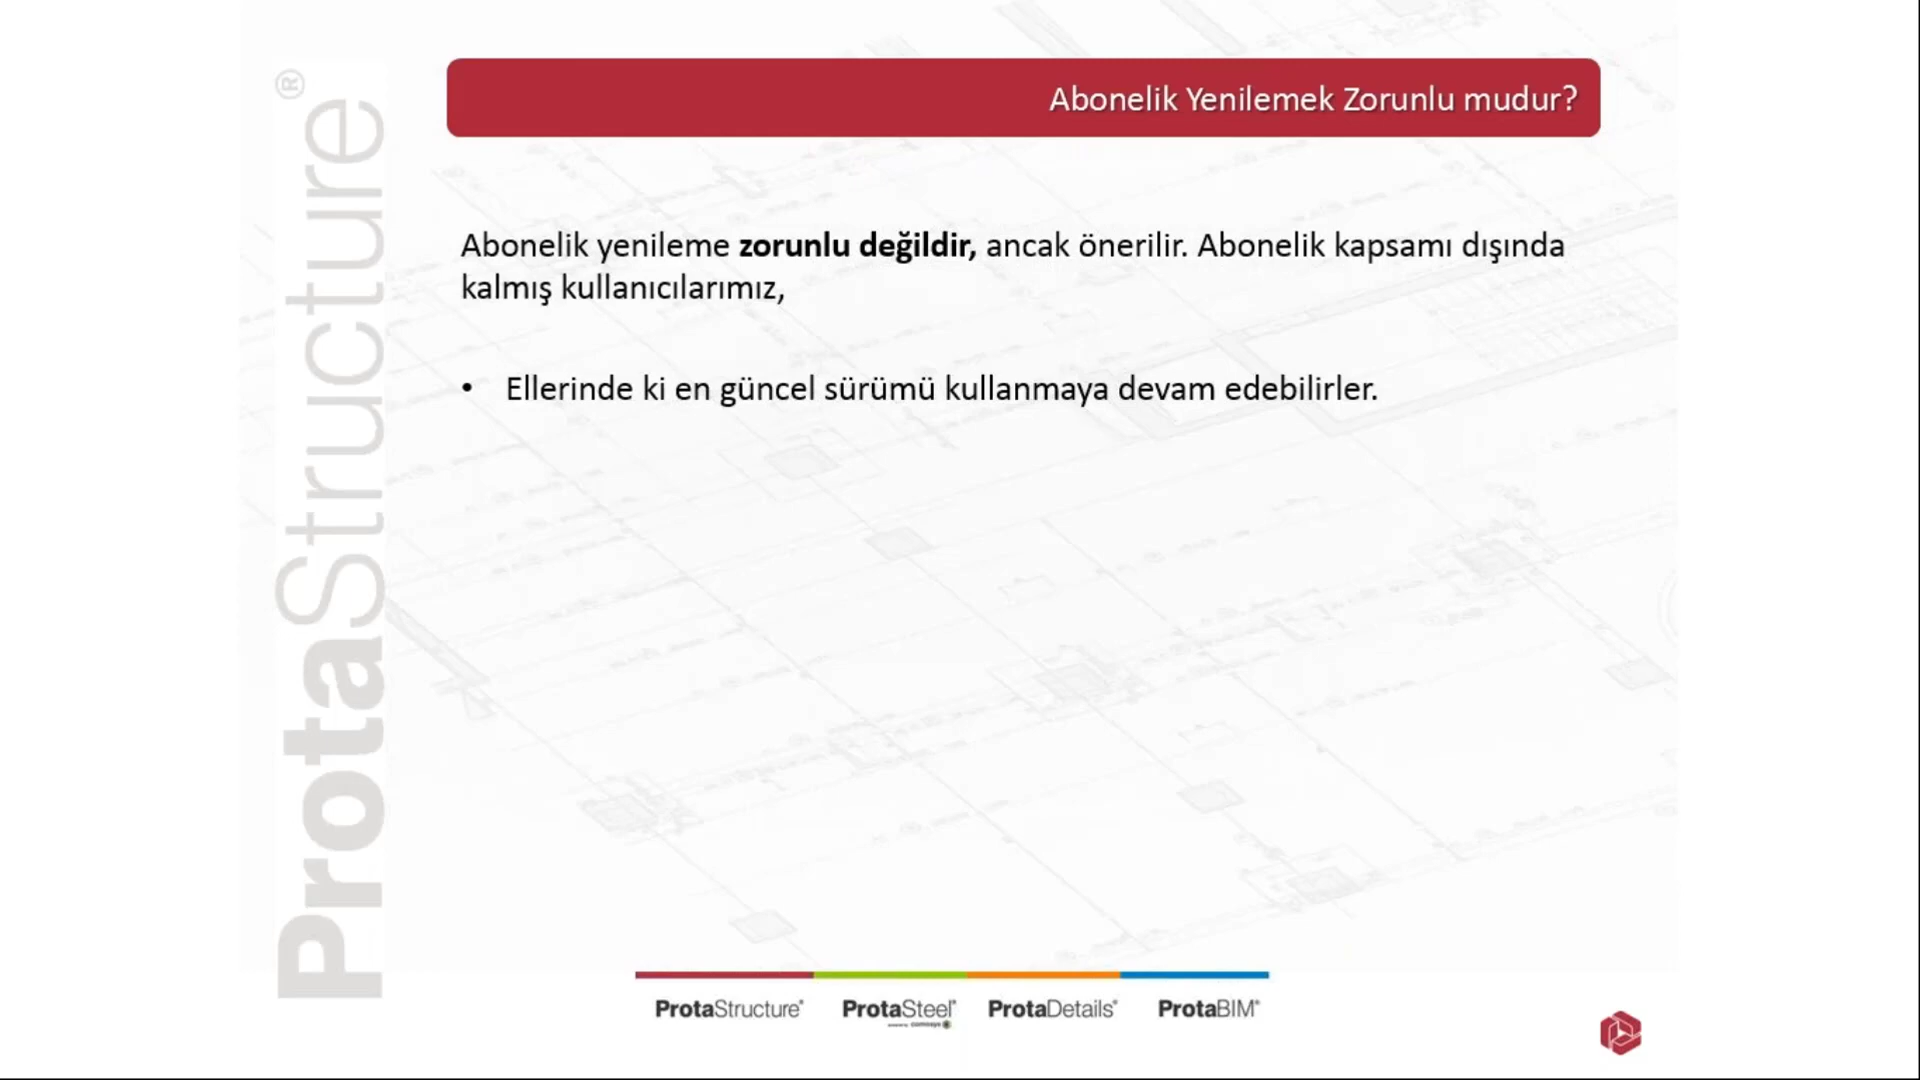 Abonelik Yenilemek Zorunlu mudur?
ProtaStructure®
Abonelik yenileme zorunlu değildir, ancak önerilir. Abonelik kapsamı dışında
kalmış kullanıcılarımız,
• Ellerinde ki en güncel sürümü kullanmaya devam edebilirler.
ProtaStructure® ProtaSteel® ProtaDetails® ProtaBIM®